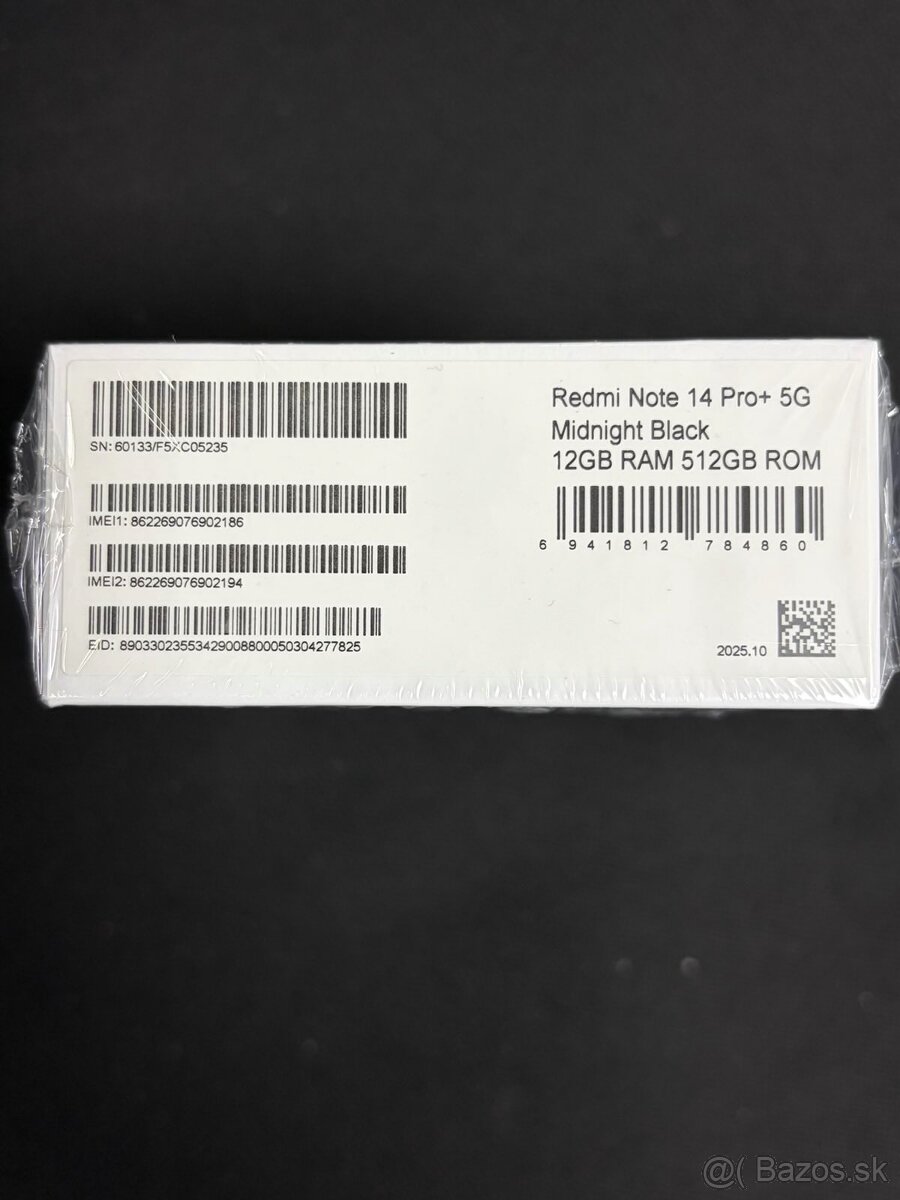 SN: 60133/F5XC05235
IMEI1: 862269076902186
IMEI2: 862269076902194
EID: 89033023553429008800050304277825
Redmi Note 14 Pro+ 5G
Midnight Black
12GB RAM 512GB ROM
6 941812 784860
2025.10
@( Bazos.sk